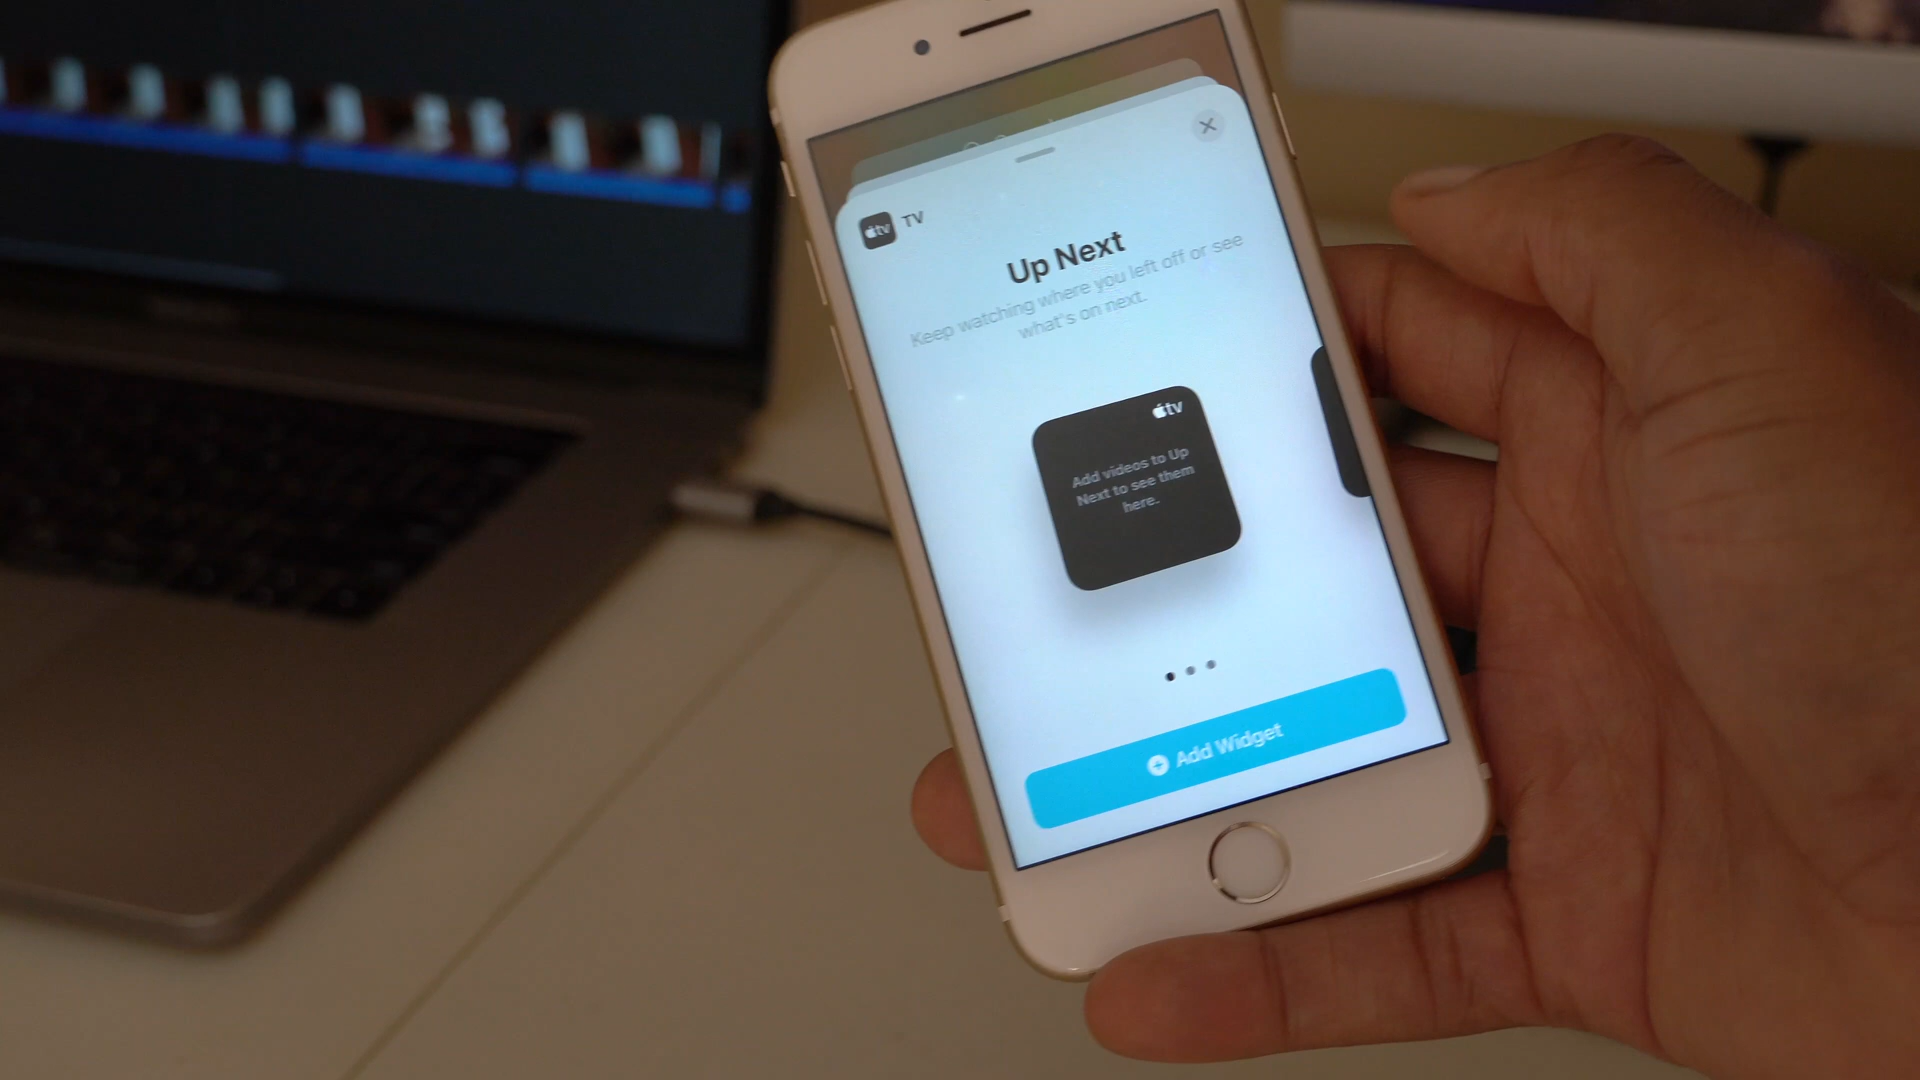 tv TV
Up Next
Keep watching where you left off or see
what's on next.
tv
Add videos to Up
Next to see them
here.
Add Widget